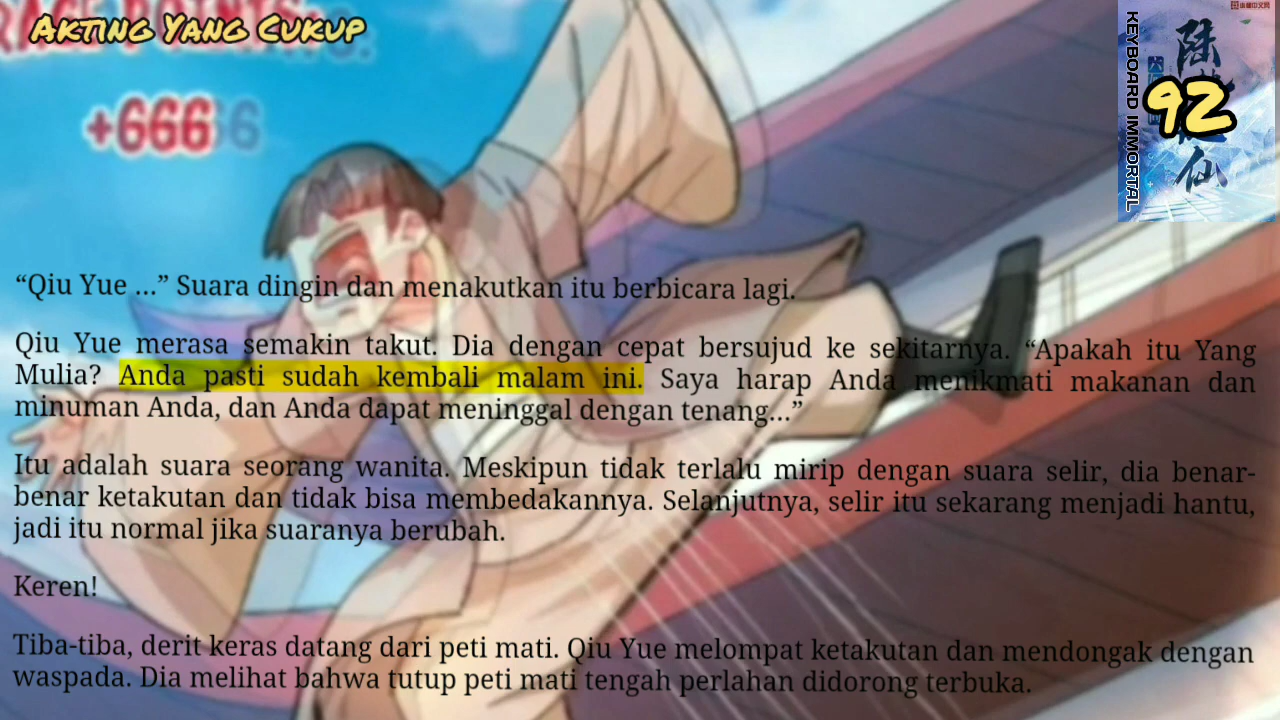 RAGE POINTS:
AKTING YANG CUKUP
+666
KEYBOARD IMMORTAL
92
仙
“Qiu Yue ...” Suara dingin dan menakutkan itu berbicara lagi.
Qiu Yue merasa semakin takut. Dia dengan cepat bersujud ke sekitarnya. “Apakah itu Yang
Mulia? Anda pasti sudah kembali malam ini. Saya harap Anda menikmati makanan dan
minuman Anda, dan Anda dapat meninggal dengan tenang...”
Itu adalah suara seorang wanita. Meskipun tidak terlalu mirip dengan suara selir, dia benar-
benar ketakutan dan tidak bisa membedakannya. Selanjutnya, selir itu sekarang menjadi hantu,
jadi itu normal jika suaranya berubah.
Keren!
Tiba-tiba, derit keras datang dari peti mati. Qiu Yue melompat ketakutan dan mendongak dengan
waspada. Dia melihat bahwa tutup peti mati tengah perlahan didorong terbuka.